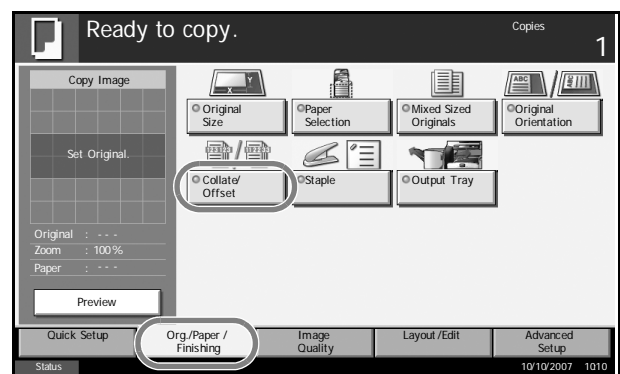 Ready to copy.
Copies
1
Copy Image
Set Original.
Original : - - -
Zoom : 100%
Paper : - - -
Preview
Original
Size
Paper
Selection
Mixed Sized
Originals
Original
Orientation
Collate/
Offset
Staple
Output Tray
Quick Setup
Org./Paper /
Finishing
Image
Quality
Layout/Edit
Advanced
Setup
Status
10/10/2007 1010